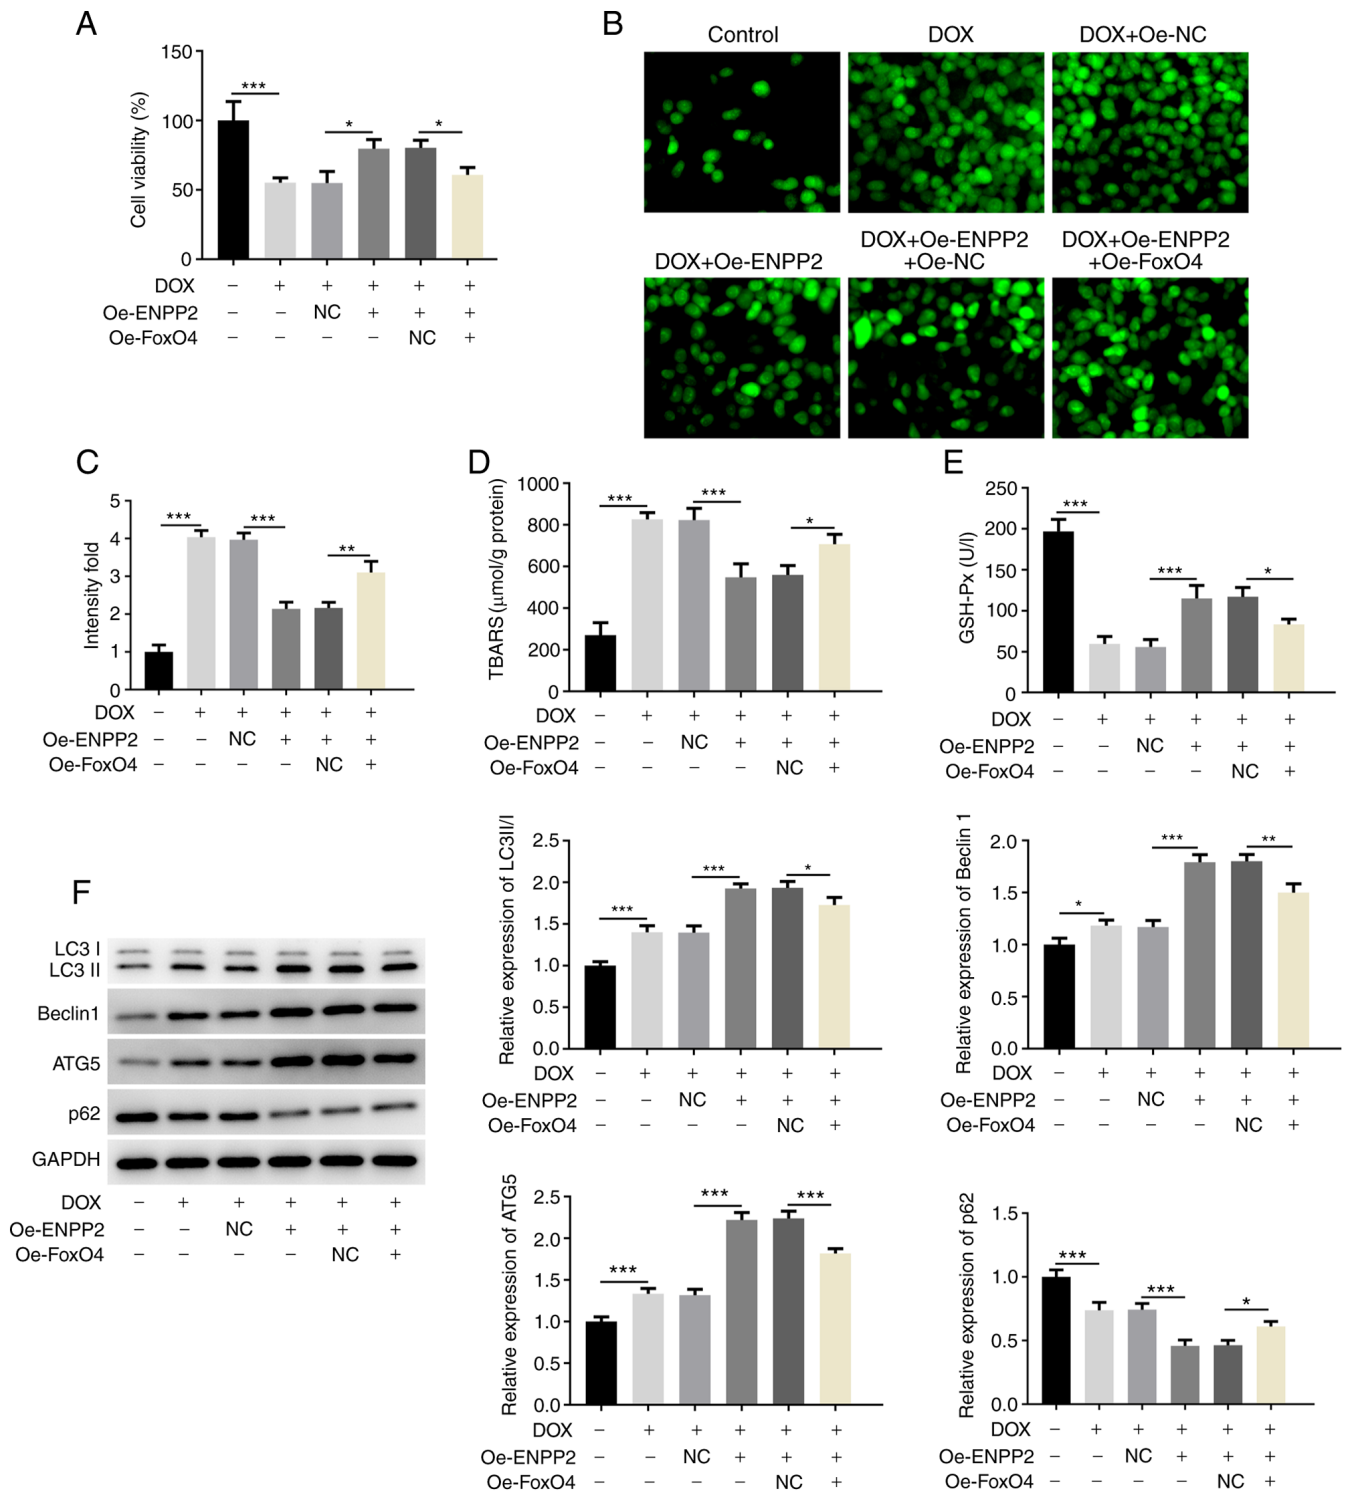 A
Cell viability (%)
150
100
50
0
***
*
*
DOX – + + + + +
Oe-ENPP2 – – NC + + +
Oe-FoxO4 – – – – NC +
B
Control
DOX
DOX+Oe-NC
DOX+Oe-ENPP2
DOX+Oe-ENPP2
+Oe-NC
DOX+Oe-ENPP2
+Oe-FoxO4
C
Intensity fold
5
4
3
2
1
0
***
***
**
DOX – + + + + +
Oe-ENPP2 – – NC + + +
Oe-FoxO4 – – – – NC +
D
TBARS (μmol/g protein)
1000
800
600
400
200
0
***
***
*
DOX – + + + + +
Oe-ENPP2 – – NC + + +
Oe-FoxO4 – – – – NC +
E
GSH-Px (U/l)
250
200
150
100
50
0
***
***
*
DOX – + + + + +
Oe-ENPP2 – – NC + + +
Oe-FoxO4 – – – – NC +
F
LC3 I
LC3 II
Beclin1
ATG5
p62
GAPDH
DOX – + + + + +
Oe-ENPP2 – – NC + + +
Oe-FoxO4 – – – – NC +
Relative expression of LC3II/I
2.5
2.0
1.5
1.0
0.5
0.0
***
***
*
DOX – + + + + +
Oe-ENPP2 – – NC + + +
Oe-FoxO4 – – – – NC +
Relative expression of Beclin 1
2.0
1.5
1.0
0.5
0.0
*
***
**
DOX – + + + + +
Oe-ENPP2 – – NC + + +
Oe-FoxO4 – – – – NC +
Relative expression of ATG5
2.5
2.0
1.5
1.0
0.5
0.0
***
***
***
DOX – + + + + +
Oe-ENPP2 – – NC + + +
Oe-FoxO4 – – – – NC +
Relative expression of p62
1.5
1.0
0.5
0.0
***
***
*
DOX – + + + + +
Oe-ENPP2 – – NC + + +
Oe-FoxO4 – – – – NC +